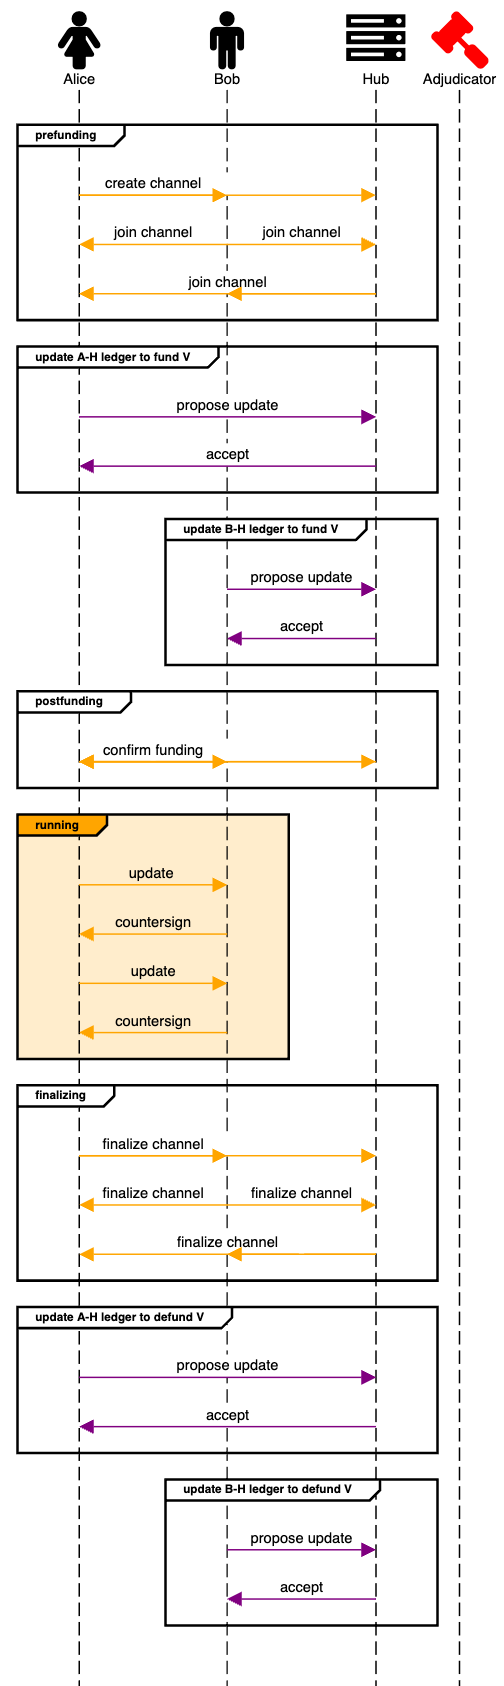 Alice Bob Hub Adjudicator
prefunding
create channel
join channel join channel
join channel
update A-H ledger to fund V
propose update
accept
update B-H ledger to fund V
propose update
accept
postfunding
confirm funding
running
update
countersign
update
countersign
finalizing
finalize channel
finalize channel finalize channel
finalize channel
update A-H ledger to defund V
propose update
accept
update B-H ledger to defund V
propose update
accept